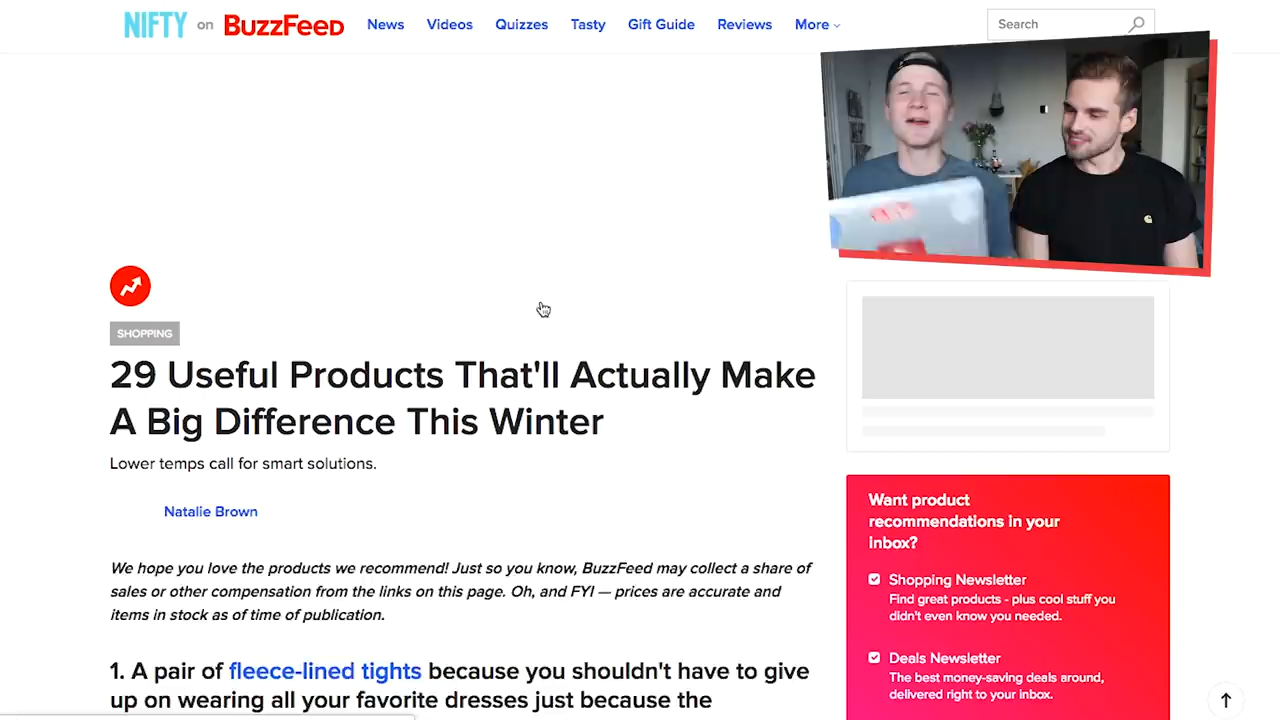 NIFTY on BuzzFeed News Videos Quizzes Tasty Gift Guide Reviews More Search
SHOPPING
29 Useful Products That'll Actually Make
A Big Difference This Winter
Lower temps call for smart solutions.
Natalie Brown
We hope you love the products we recommend! Just so you know, BuzzFeed may collect a share of
sales or other compensation from the links on this page. Oh, and FYI — prices are accurate and
items in stock as of time of publication.
1. A pair of fleece-lined tights because you shouldn't have to give
up on wearing all your favorite dresses just because the
Want product
recommendations in your
inbox?
Shopping Newsletter
Find great products - plus cool stuff you
didn't even know you needed.
Deals Newsletter
The best money-saving deals around,
delivered right to your inbox.